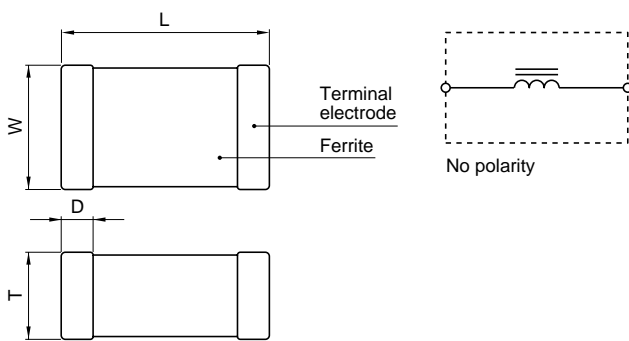 L
W
Terminal
electrode
Ferrite
No polarity
D
T